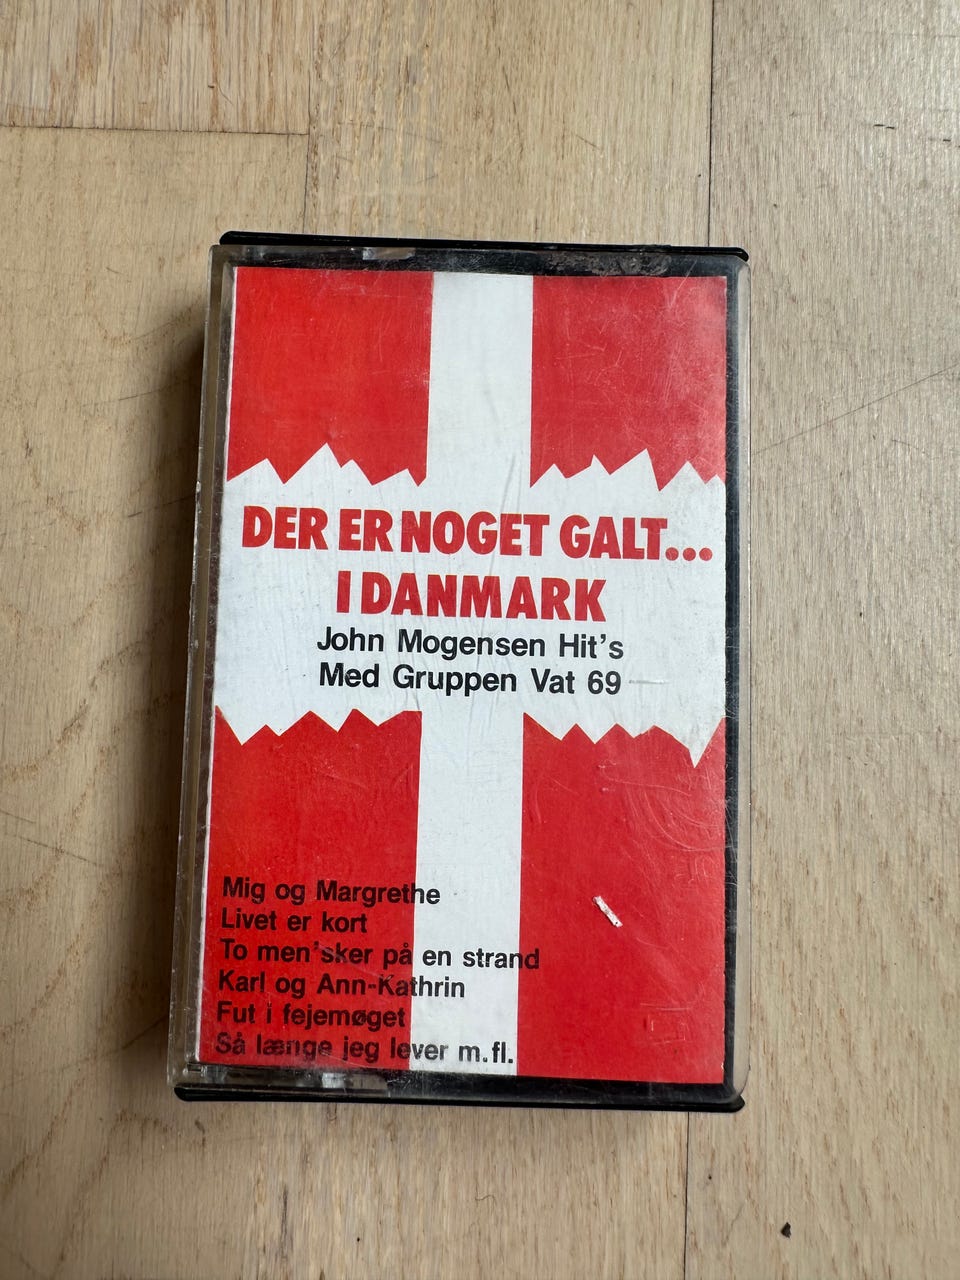 DER ER NOGET GALT...
I DANMARK
John Mogensen Hit's
Med Gruppen Vat 69
Mig og Margrethe
Livet er kort
To men'sker på en strand
Karl og Ann-Kathrin
Fut i fejemøget
Så længe jeg lever m.fl.